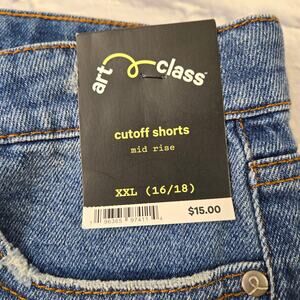 art class
cutoff shorts
mid rise
XXL (16/18)
$15.00